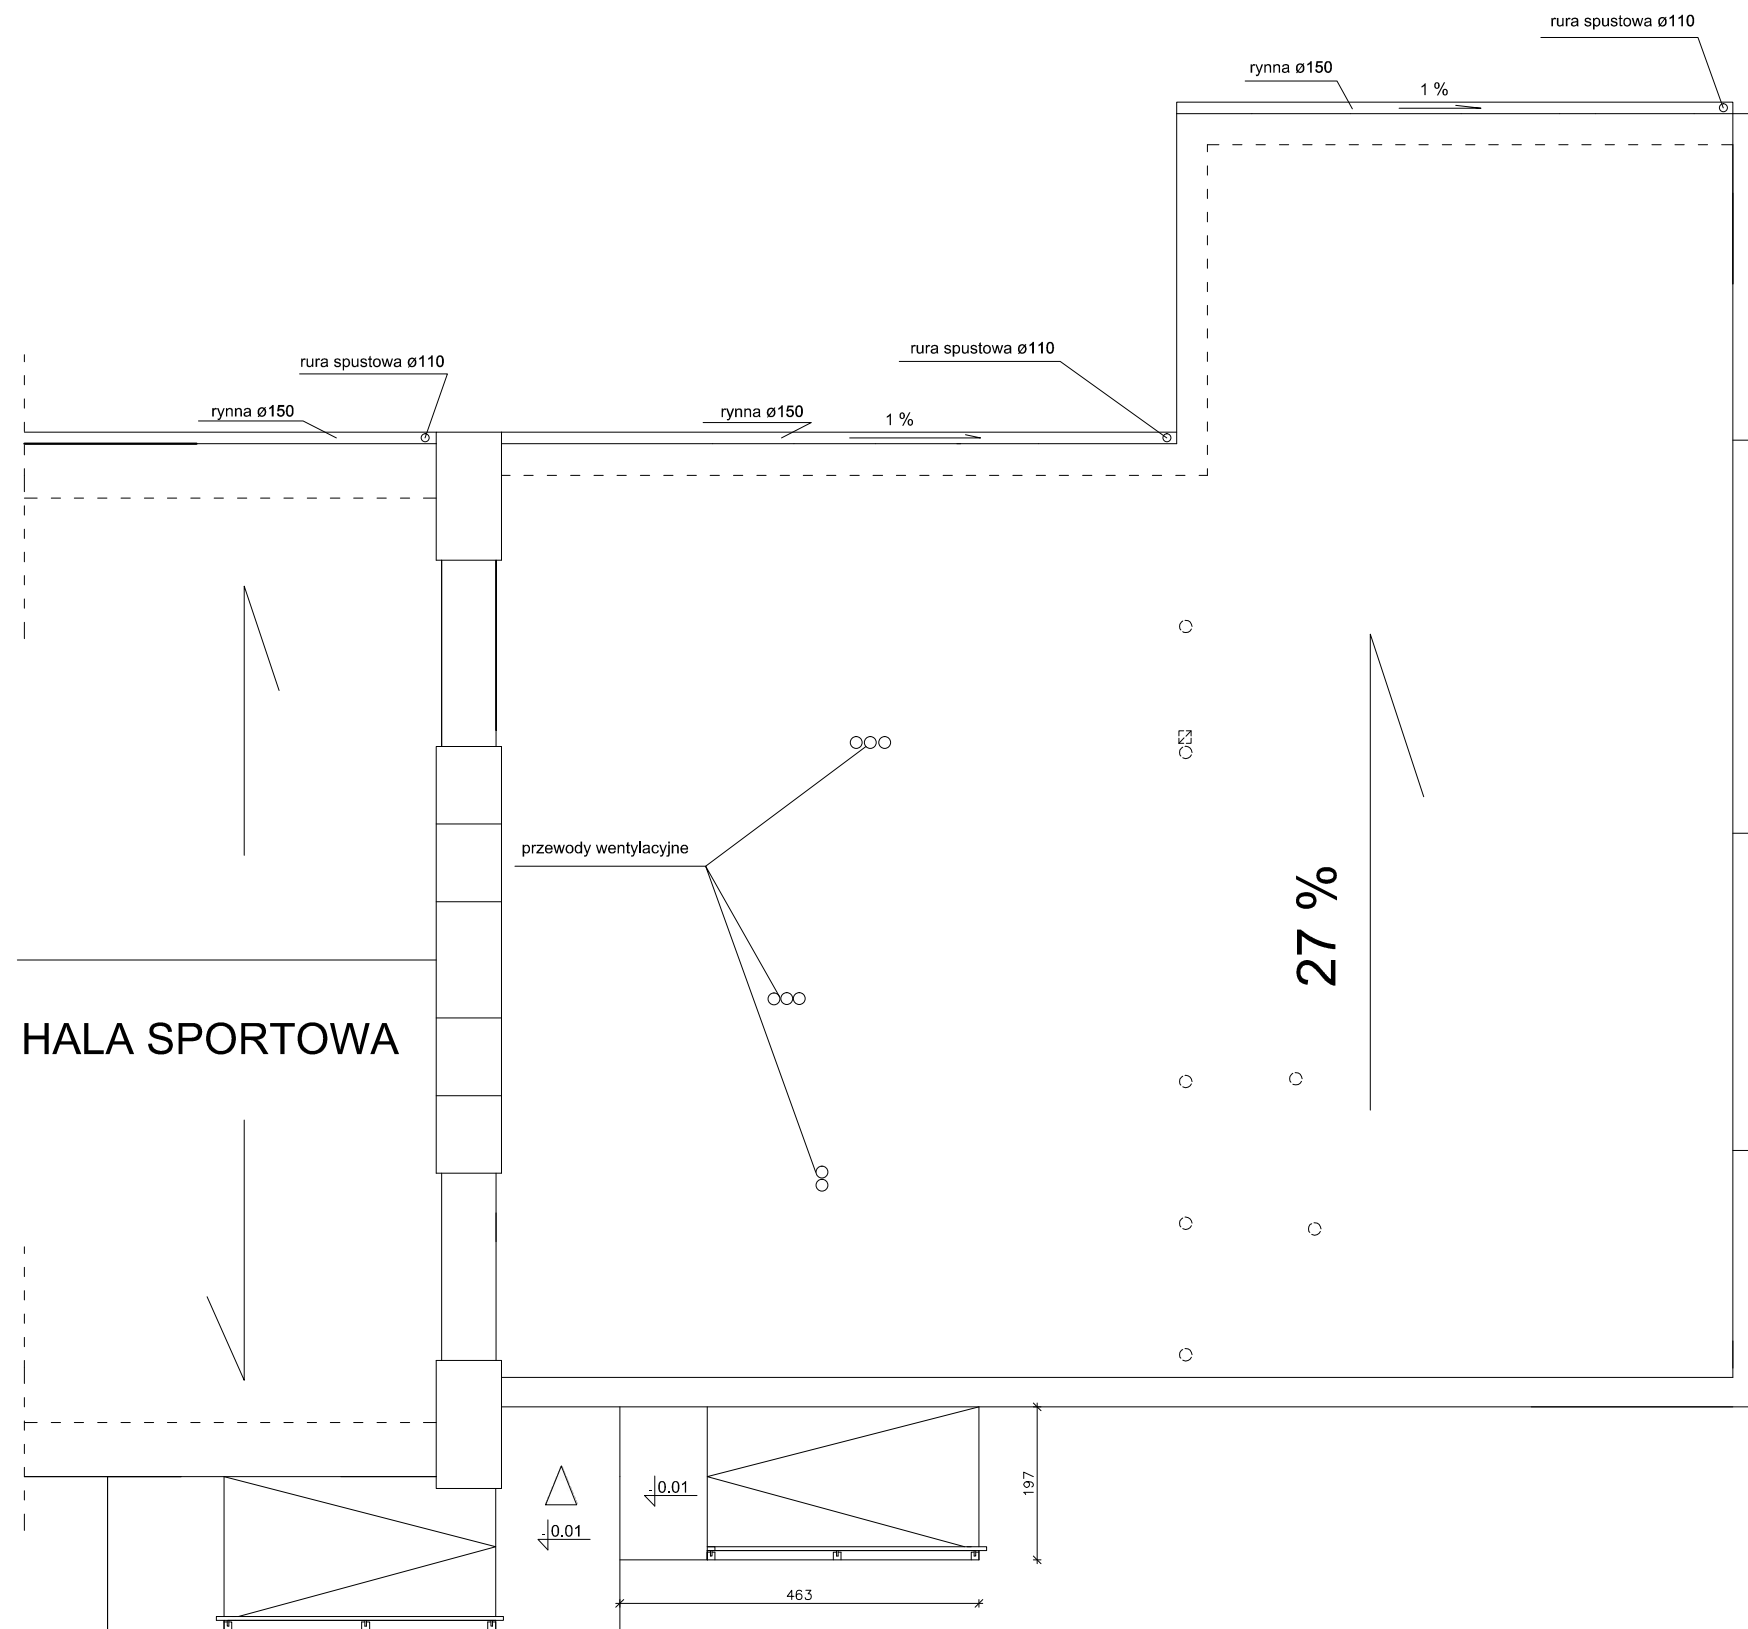 rura spustowa ø110
rynna ø150
1 %
rura spustowa ø110
rura spustowa ø110
rynna ø150
rynna ø150
1 %
przewody wentylacyjne
27 %
HALA SPORTOWA
- 0.01
- 0.01
197
463